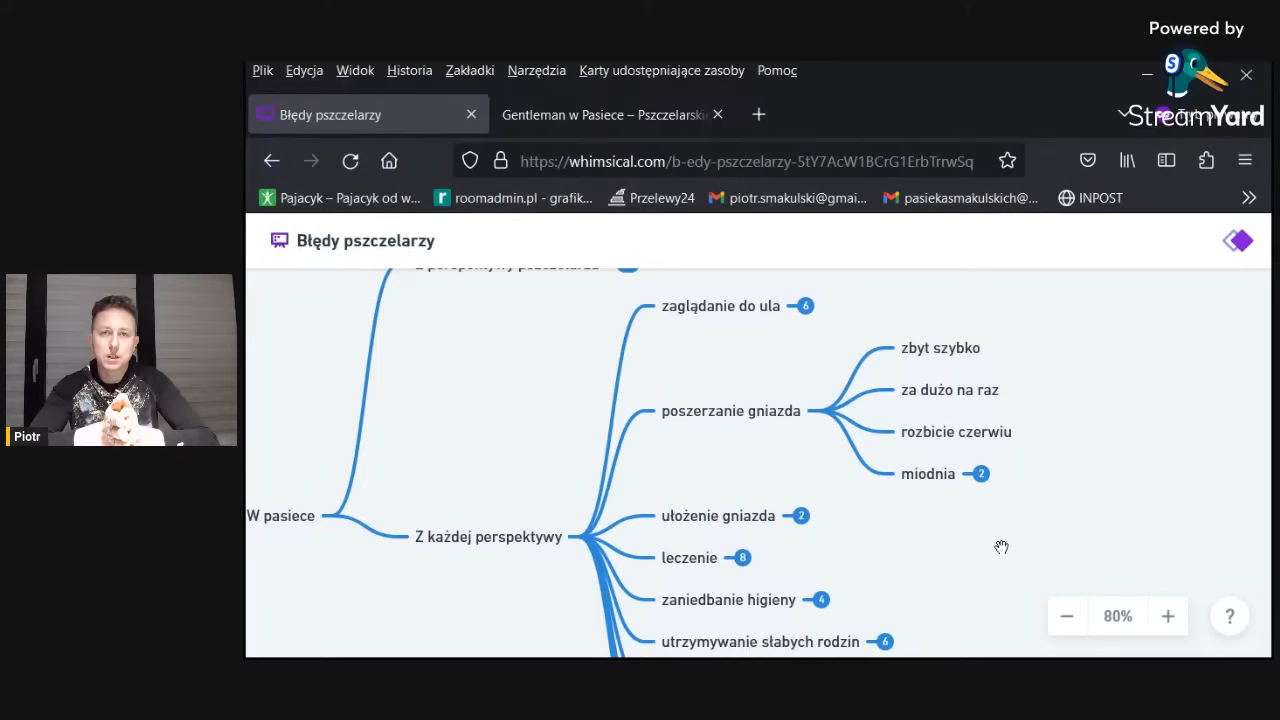 Powered by
StreamYard
Plik Edycja Widok Historia Zakładki Narzędzia Karty udostępniające zasoby Pomoc
Błędy pszczelarzy
Gentleman w Pasiece – Pszczelarski
https://whimsical.com/b-edy-pszczelarzy-5tY7AcW1BCrG1ErbTrrwSq
Pajacyk – Pajacyk od w... roomadmin.pl - grafik... Przelewy24 piotr.smakulski@gmai... pasiekasmakulskich@... INPOST
Błędy pszczelarzy
Z perspektywy pszczelarza
zaglądanie do ula 6
zbyt szybko
za dużo na raz
poszerzanie gniazda
rozbicie czerwiu
miodnia 2
W pasiece
ułożenie gniazda 2
Z każdej perspektywy
leczenie 8
zaniedbanie higieny 4
utrzymywanie słabych rodzin 6
80%
?
Piotr